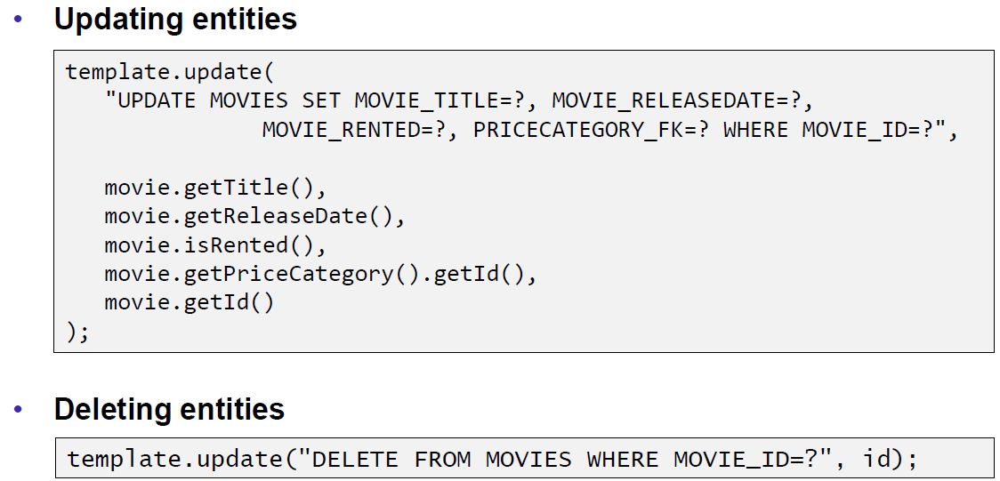 • Updating entities
template.update(
"UPDATE MOVIES SET MOVIE_TITLE=?, MOVIE_RELEASEDATE=?,
MOVIE_RENTED=?, PRICECATEGORY_FK=? WHERE MOVIE_ID=?",
movie.getTitle(),
movie.getReleaseDate(),
movie.isRented(),
movie.getPriceCategory().getId(),
movie.getId()
);
• Deleting entities
template.update("DELETE FROM MOVIES WHERE MOVIE_ID=?", id);